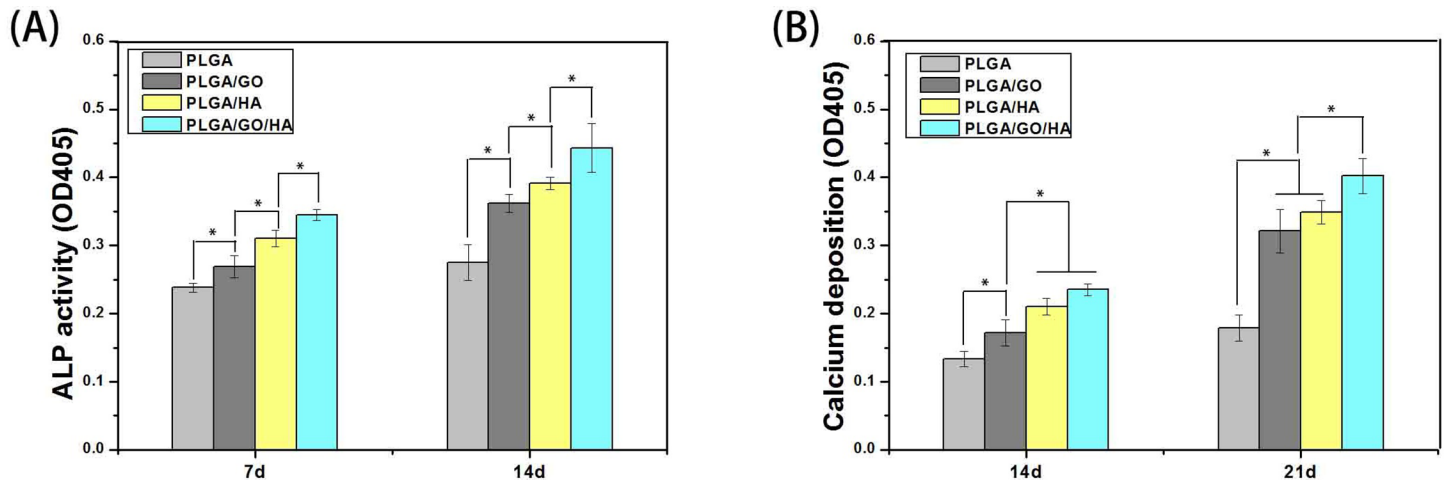 (A)
ALP activity (OD405)
0.6
0.5
0.4
0.3
0.2
0.1
0.0
PLGA
PLGA/GO
PLGA/HA
PLGA/GO/HA
*
*
*
*
*
*
7d
14d
(B)
Calcium deposition (OD405)
0.6
0.5
0.4
0.3
0.2
0.1
0.0
PLGA
PLGA/GO
PLGA/HA
PLGA/GO/HA
*
*
*
*
14d
21d